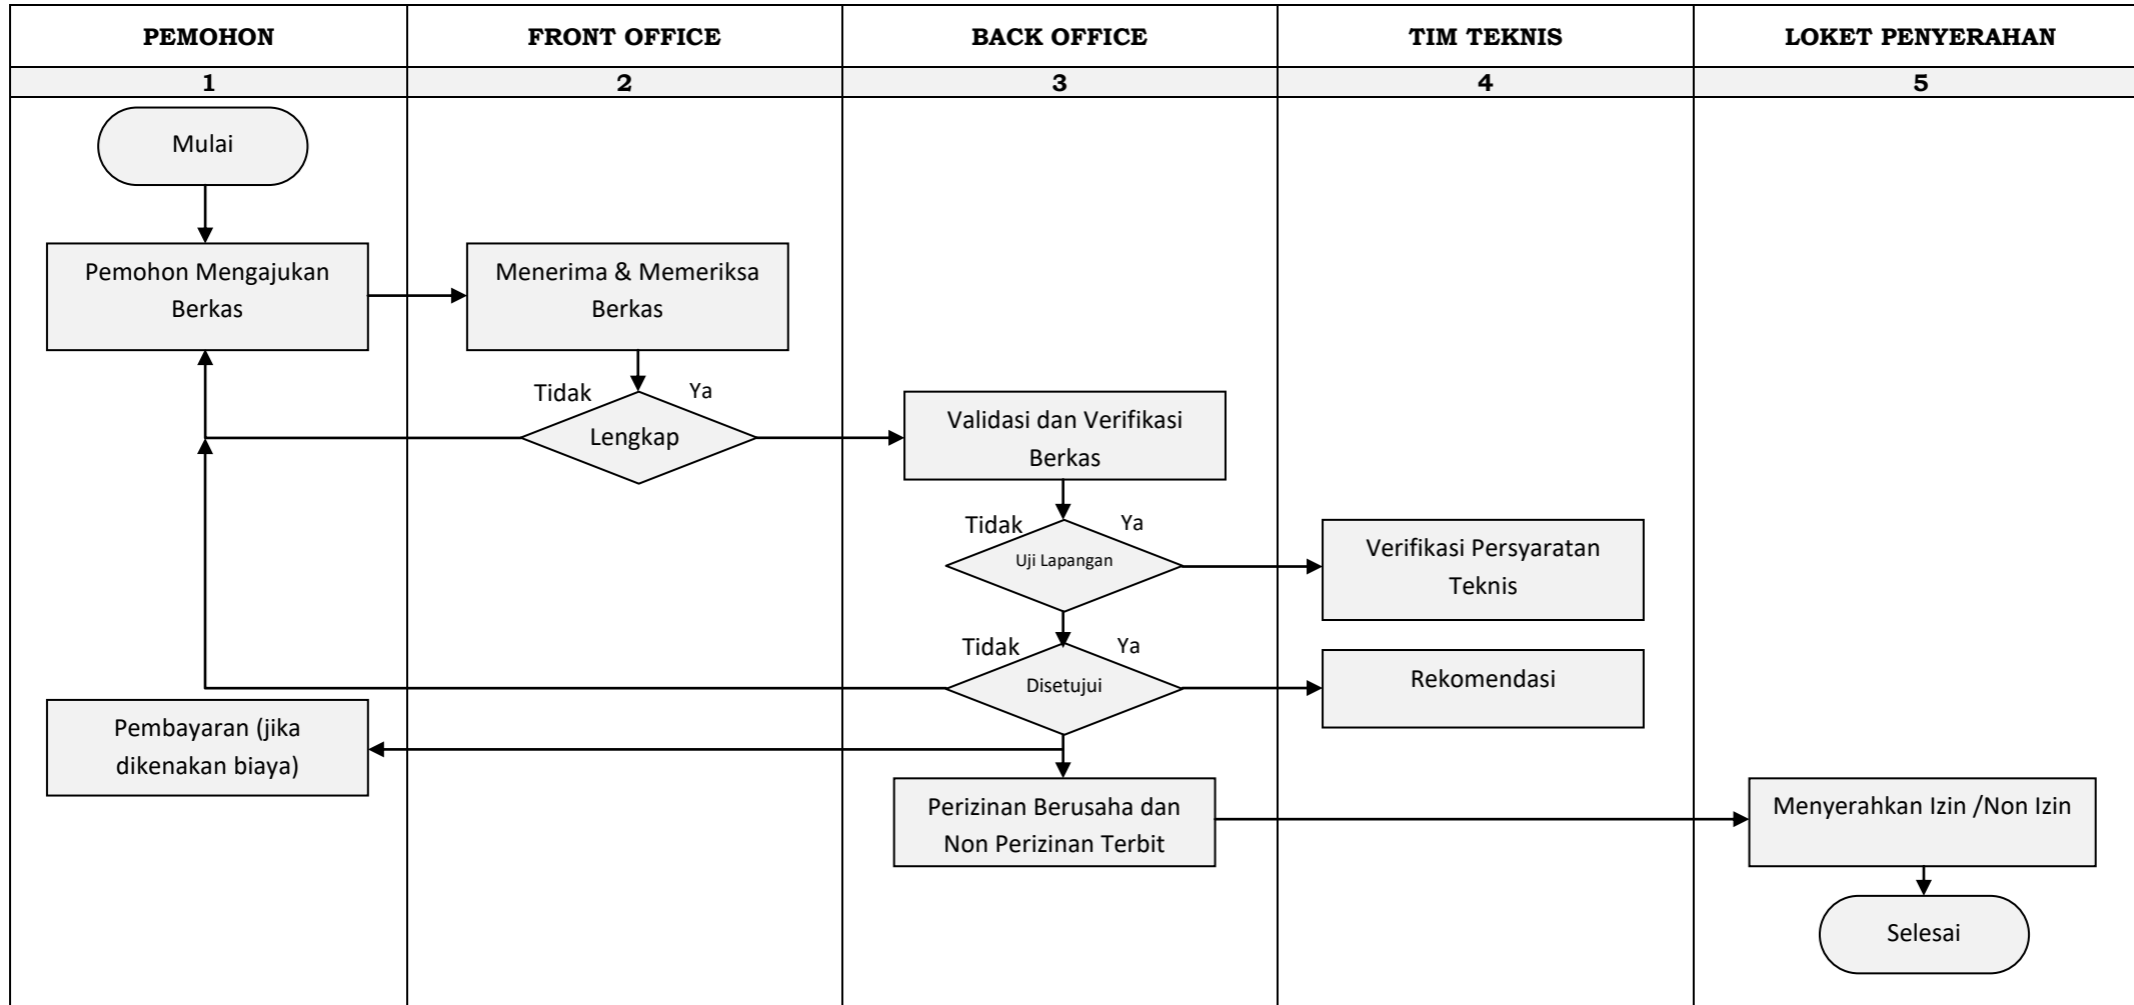 PEMOHON
FRONT OFFICE
BACK OFFICE
TIM TEKNIS
LOKET PENYERAHAN
1
2
3
4
5
Mulai
Pemohon Mengajukan
Berkas
Menerima & Memeriksa
Berkas
Tidak
Ya
Lengkap
Validasi dan Verifikasi
Berkas
Tidak
Ya
Uji Lapangan
Verifikasi Persyaratan
Teknis
Tidak
Ya
Disetujui
Rekomendasi
Pembayaran (jika
dikenakan biaya)
Perizinan Berusaha dan
Non Perizinan Terbit
Menyerahkan Izin /Non Izin
Selesai